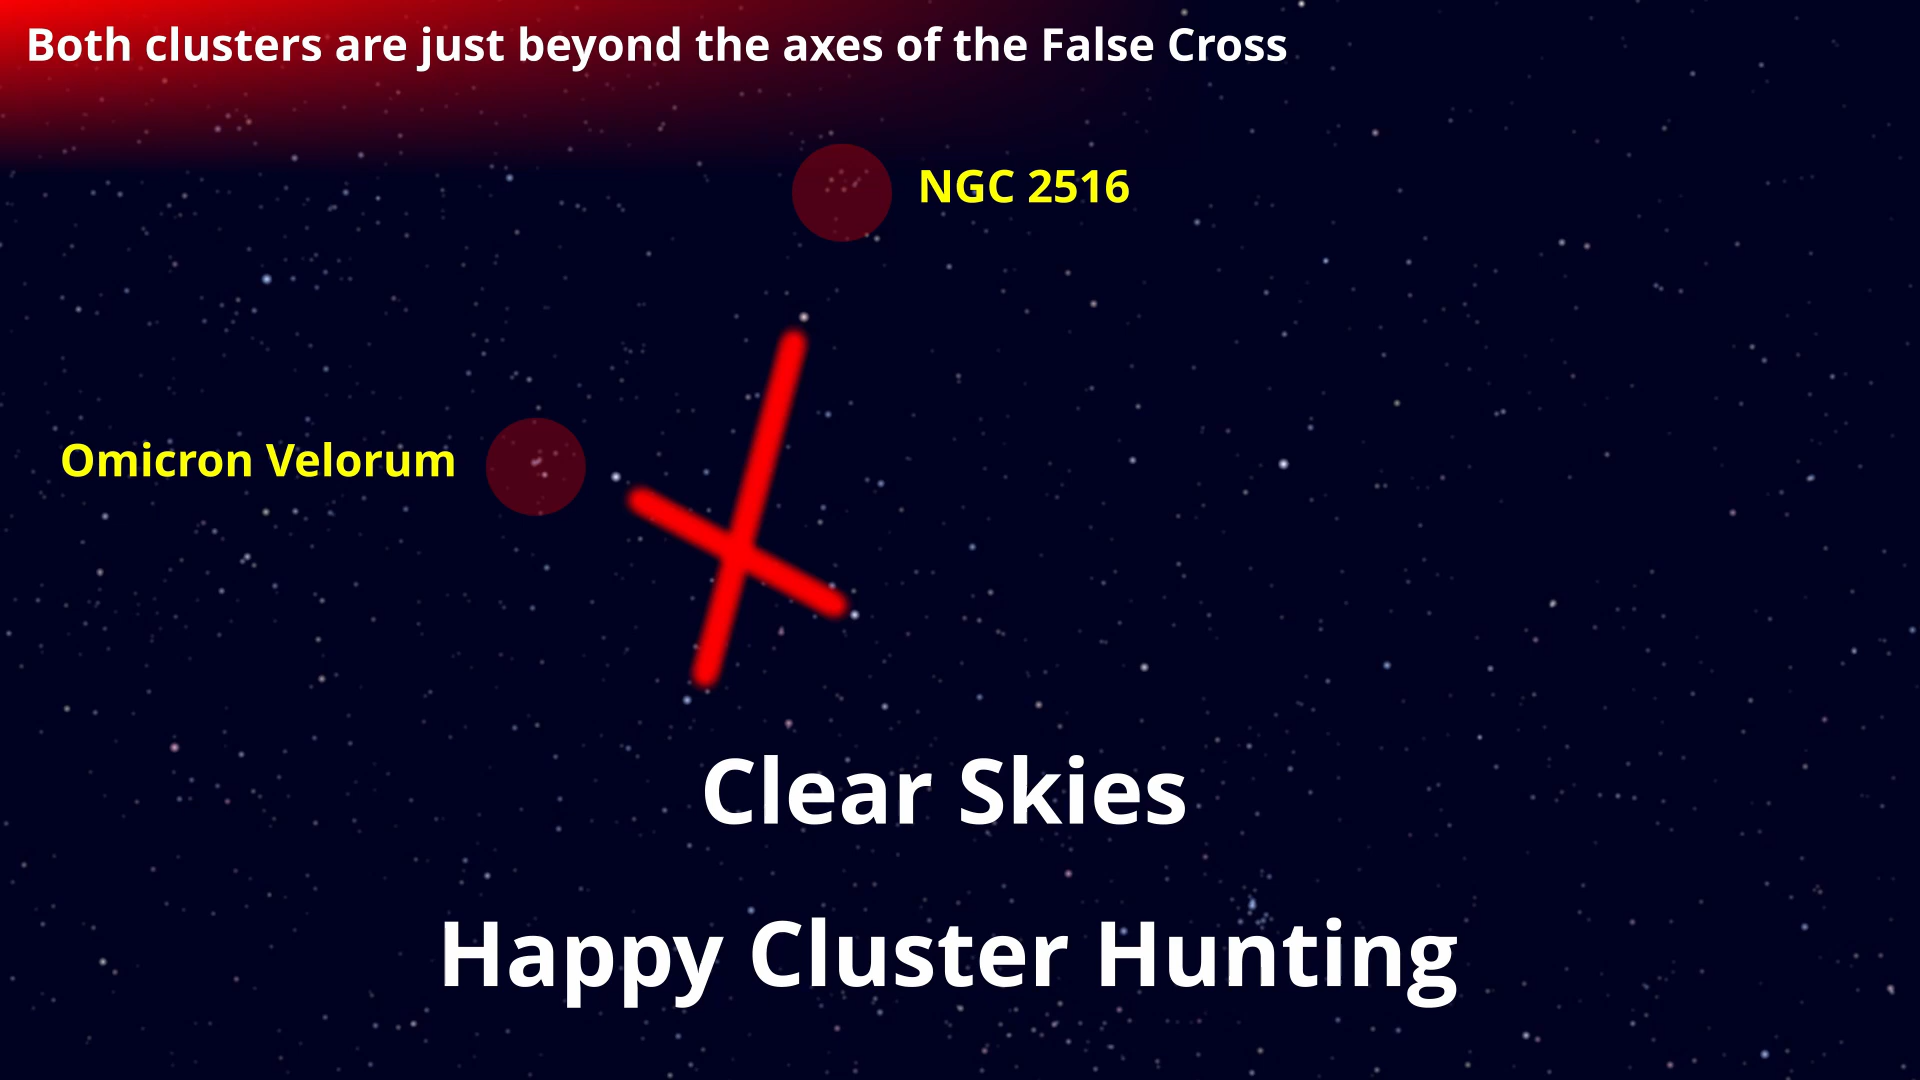 Both clusters are just beyond the axes of the False Cross
NGC 2516
Omicron Velorum
Clear Skies
Happy Cluster Hunting